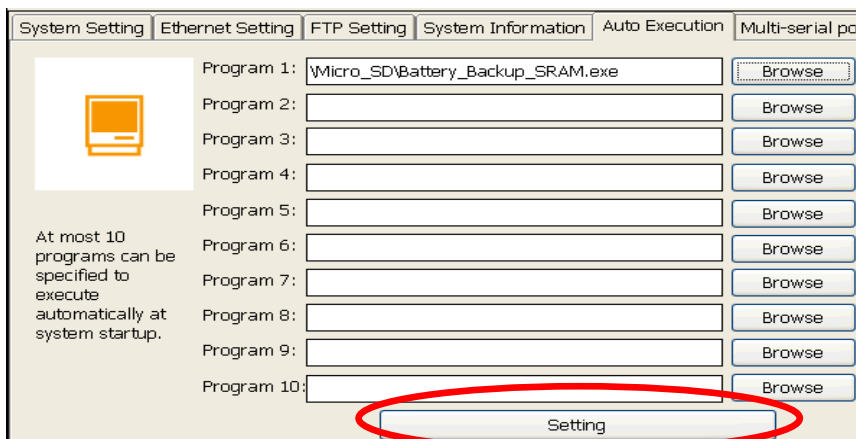 System Setting Ethernet Setting FTP Setting System Information Auto Execution Multi-serial po
Program 1: \Micro_SD\Battery_Backup_SRAM.exe Browse
Program 2: Browse
Program 3: Browse
Program 4: Browse
Program 5: Browse
Program 6: Browse
Program 7: Browse
Program 8: Browse
Program 9: Browse
Program 10: Browse
At most 10
programs can be
specified to
execute
automatically at
system startup.
Setting